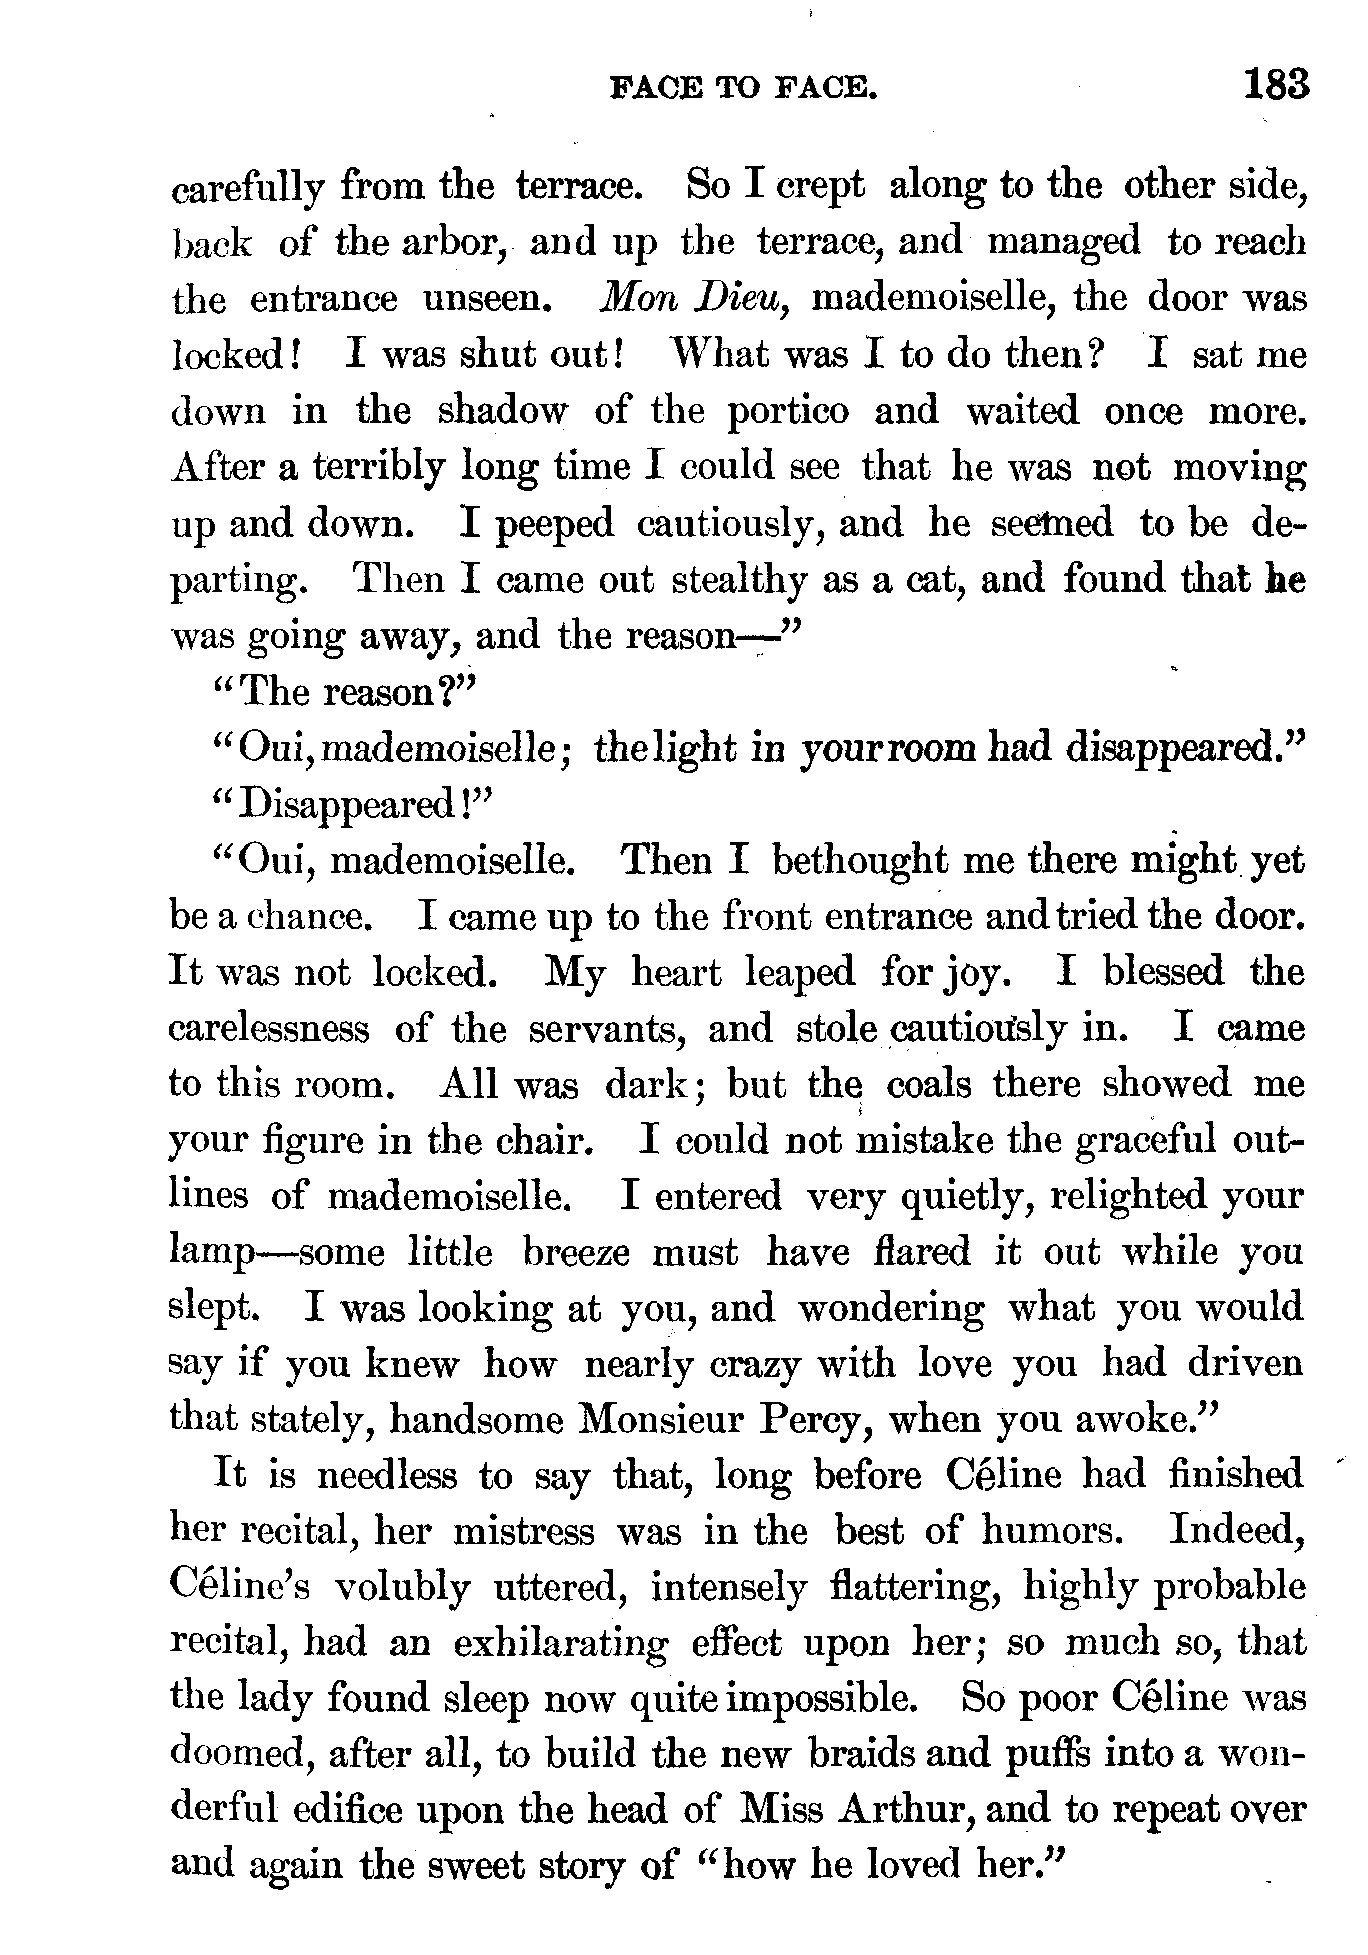 FACE TO FACE. 183
carefully from the terrace. So I crept along to the other side,
back of the arbor, and up the terrace, and managed to reach
the entrance unseen. Mon Dieu, mademoiselle, the door was
locked! I was shut out! What was I to do then? I sat me
down in the shadow of the portico and waited once more.
After a terribly long time I could see that he was not moving
up and down. I peeped cautiously, and he seemed to be de-
parting. Then I came out stealthy as a cat, and found that he
was going away, and the reason—"
"The reason?"
"Oui, mademoiselle; the light in your room had disappeared."
"Disappeared!"
"Oui, mademoiselle. Then I bethought me there might yet
be a chance. I came up to the front entrance and tried the door.
It was not locked. My heart leaped for joy. I blessed the
carelessness of the servants, and stole cautiously in. I came
to this room. All was dark; but the coals there showed me
your figure in the chair. I could not mistake the graceful out-
lines of mademoiselle. I entered very quietly, relighted your
lamp—some little breeze must have flared it out while you
slept. I was looking at you, and wondering what you would
say if you knew how nearly crazy with love you had driven
that stately, handsome Monsieur Percy, when you awoke."
It is needless to say that, long before Céline had finished
her recital, her mistress was in the best of humors. Indeed,
Céline's volubly uttered, intensely flattering, highly probable
recital, had an exhilarating effect upon her; so much so, that
the lady found sleep now quite impossible. So poor Céline was
doomed, after all, to build the new braids and puffs into a won-
derful edifice upon the head of Miss Arthur, and to repeat over
and again the sweet story of "how he loved her."